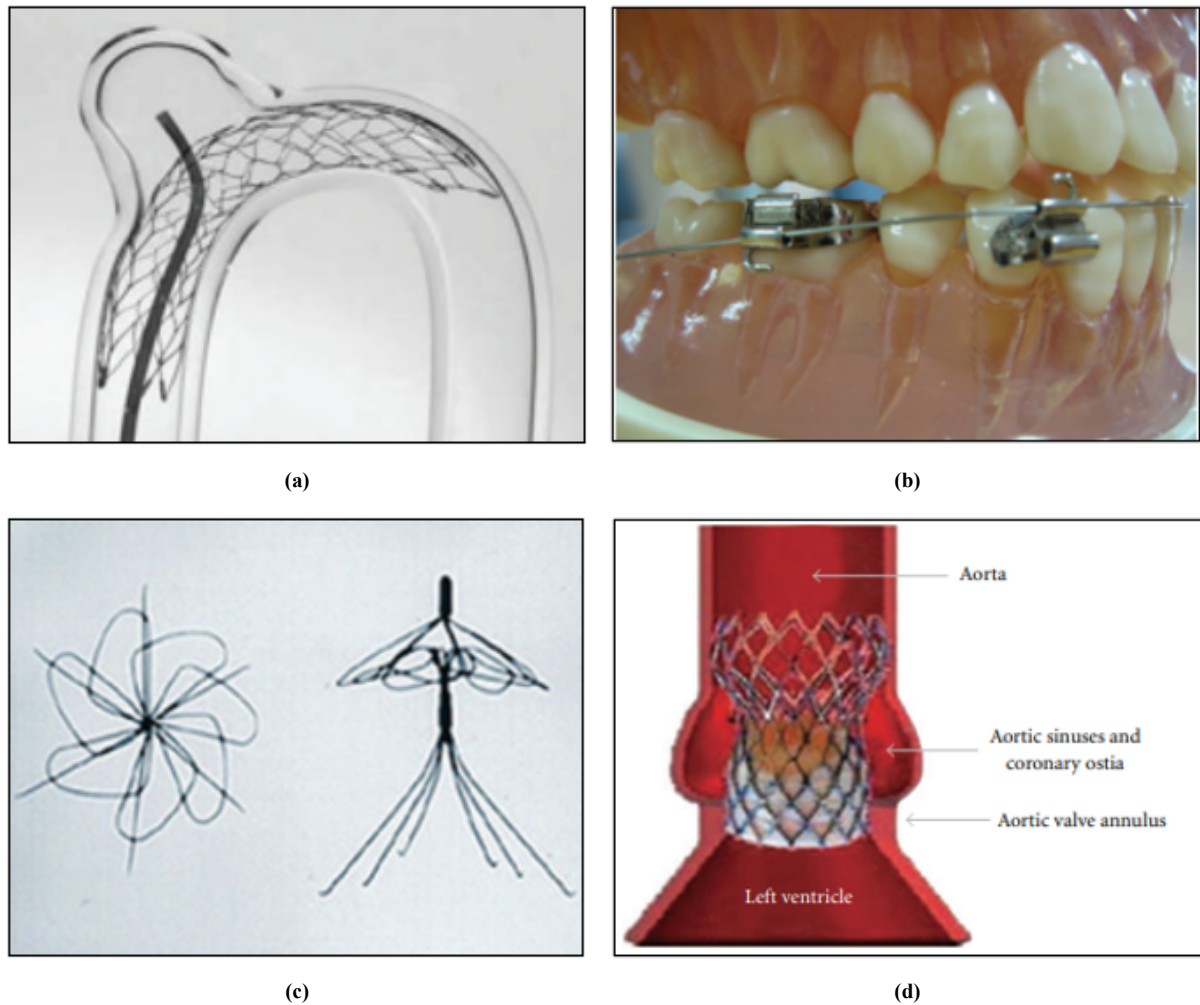 (a)
(b)
(c)
Aorta
Aortic sinuses and
coronary ostia
Aortic valve annulus
Left ventricle
(d)